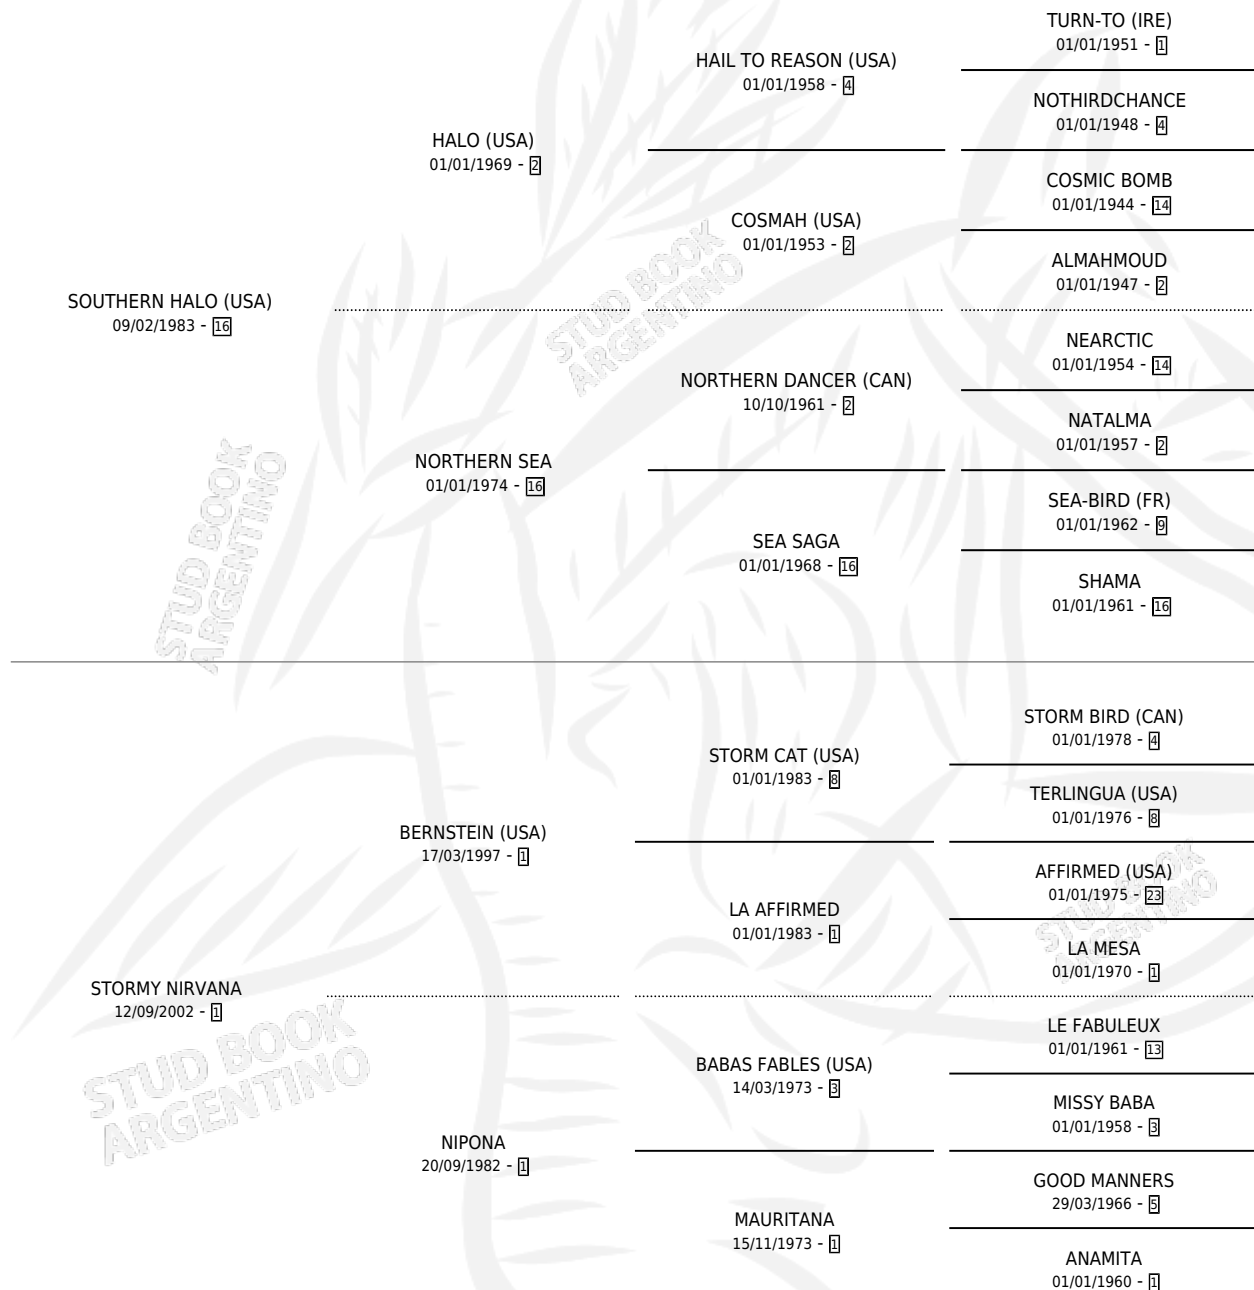 TURN-TO (IRE)
01/01/1951 - 1
HAIL TO REASON (USA)
01/01/1958 - 4
NOTHIRDCHANCE
01/01/1948 - 4
HALO (USA)
01/01/1969 - 2
COSMIC BOMB
01/01/1944 - 14
COSMAH (USA)
01/01/1953 - 2
ALMAHMOUD
01/01/1947 - 2
SOUTHERN HALO (USA)
09/02/1983 - 16
NEARCTIC
01/01/1954 - 14
NORTHERN DANCER (CAN)
10/10/1961 - 2
NATALMA
01/01/1957 - 2
NORTHERN SEA
01/01/1974 - 16
SEA-BIRD (FR)
01/01/1962 - 9
SEA SAGA
01/01/1968 - 16
SHAMA
01/01/1961 - 16
STORM BIRD (CAN)
01/01/1978 - 4
STORM CAT (USA)
01/01/1983 - 8
TERLINGUA (USA)
01/01/1976 - 8
BERNSTEIN (USA)
17/03/1997 - 1
AFFIRMED (USA)
01/01/1975 - 23
LA AFFIRMED
01/01/1983 - 1
LA MESA
01/01/1970 - 1
STORMY NIRVANA
12/09/2002 - 1
LE FABULEUX
01/01/1961 - 13
BABAS FABLES (USA)
14/03/1973 - 3
MISSY BABA
01/01/1958 - 3
NIPONA
20/09/1982 - 1
GOOD MANNERS
29/03/1966 - 5
MAURITANA
15/11/1973 - 1
ANAMITA
01/01/1960 - 1
STUD BOOK
ARGENTINO
STUD BOOK
ARGENTINO
STUD BOOK
ARGENTINO
STUD BOOK
ARGENTINO